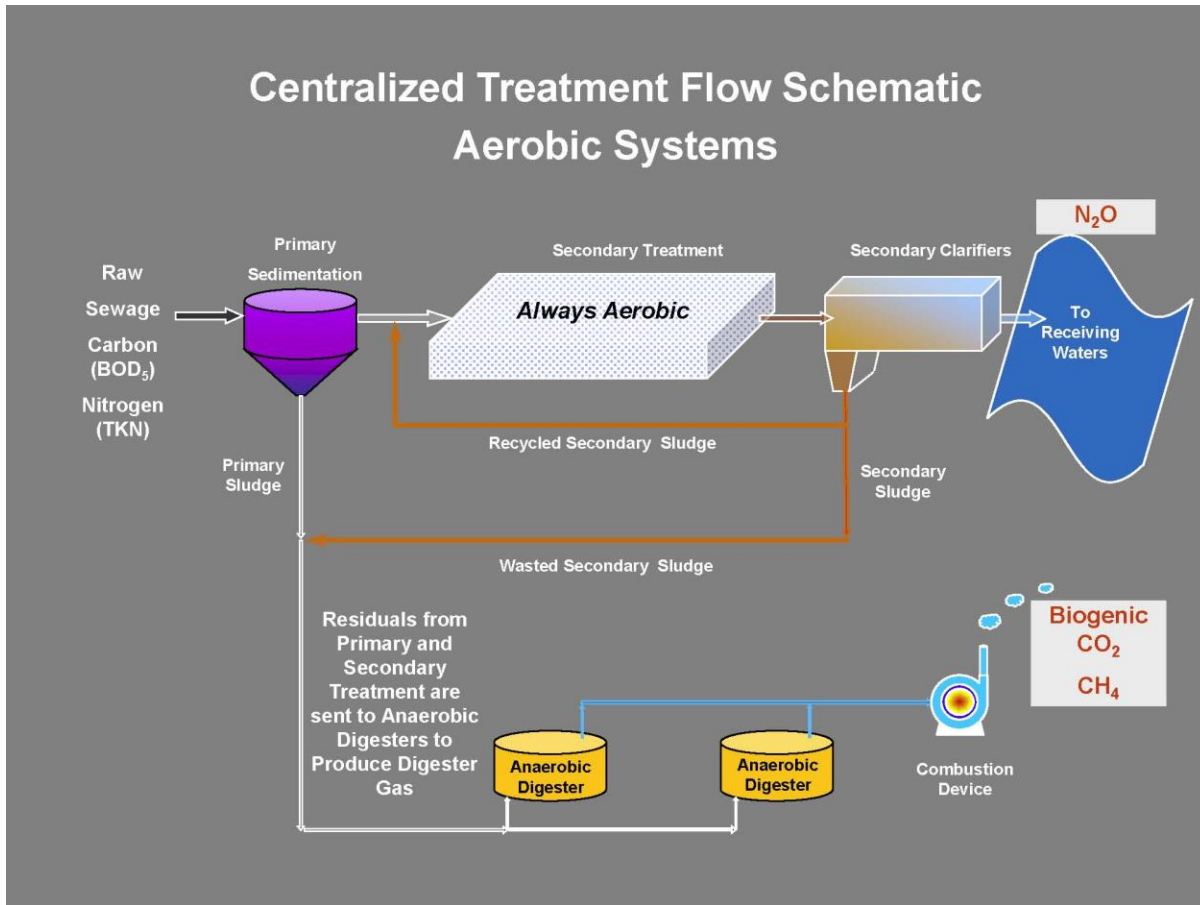 Centralized Treatment Flow Schematic
Aerobic Systems
N₂O
Primary
Sedimentation
Secondary Treatment
Secondary Clarifiers
Raw
Sewage
Carbon
(BOD₅)
Nitrogen
(TKN)
Always Aerobic
To
Receiving
Waters
Recycled Secondary Sludge
Primary
Sludge
Secondary
Sludge
Wasted Secondary Sludge
Residuals from
Primary and
Secondary
Treatment are
sent to Anaerobic
Digesters to
Produce Digester
Gas
Anaerobic
Digester
Anaerobic
Digester
Combustion
Device
Biogenic
CO₂
CH₄